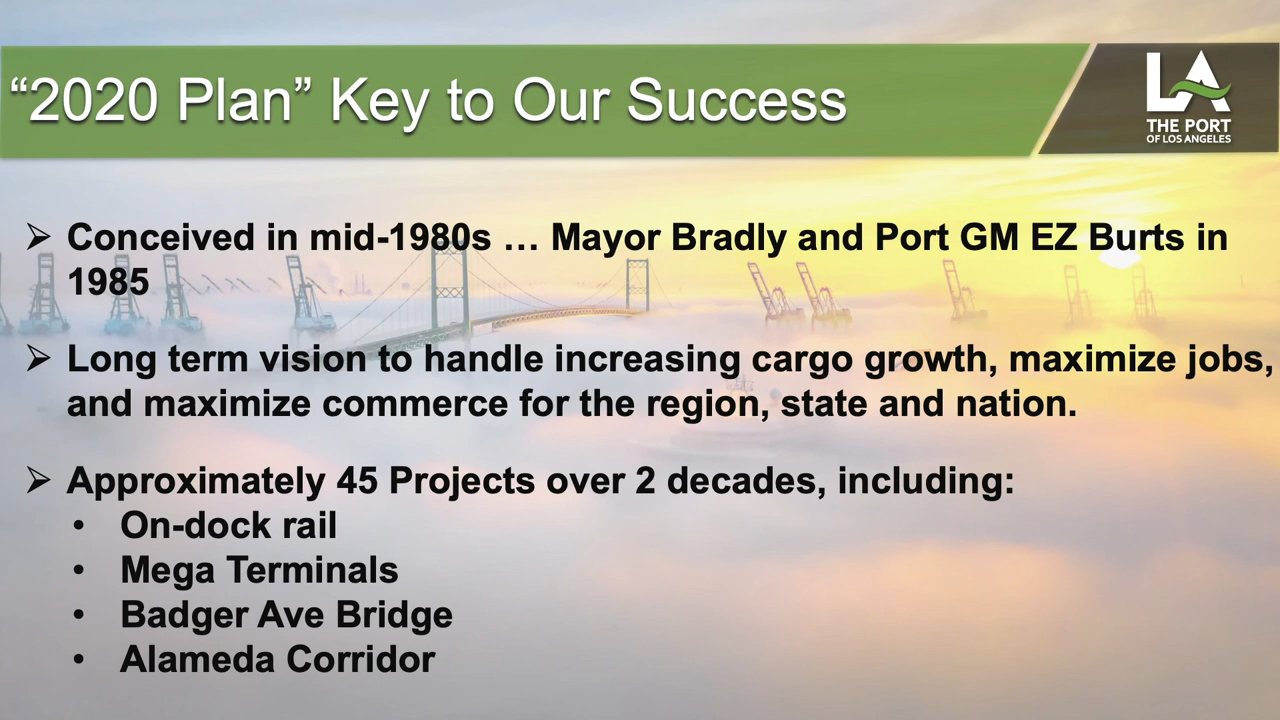 “2020 Plan” Key to Our Success
LA
THE PORT
OF LOS ANGELES
➢ Conceived in mid-1980s … Mayor Bradly and Port GM EZ Burts in
1985
➢ Long term vision to handle increasing cargo growth, maximize jobs,
and maximize commerce for the region, state and nation.
➢ Approximately 45 Projects over 2 decades, including:
• On-dock rail
• Mega Terminals
• Badger Ave Bridge
• Alameda Corridor